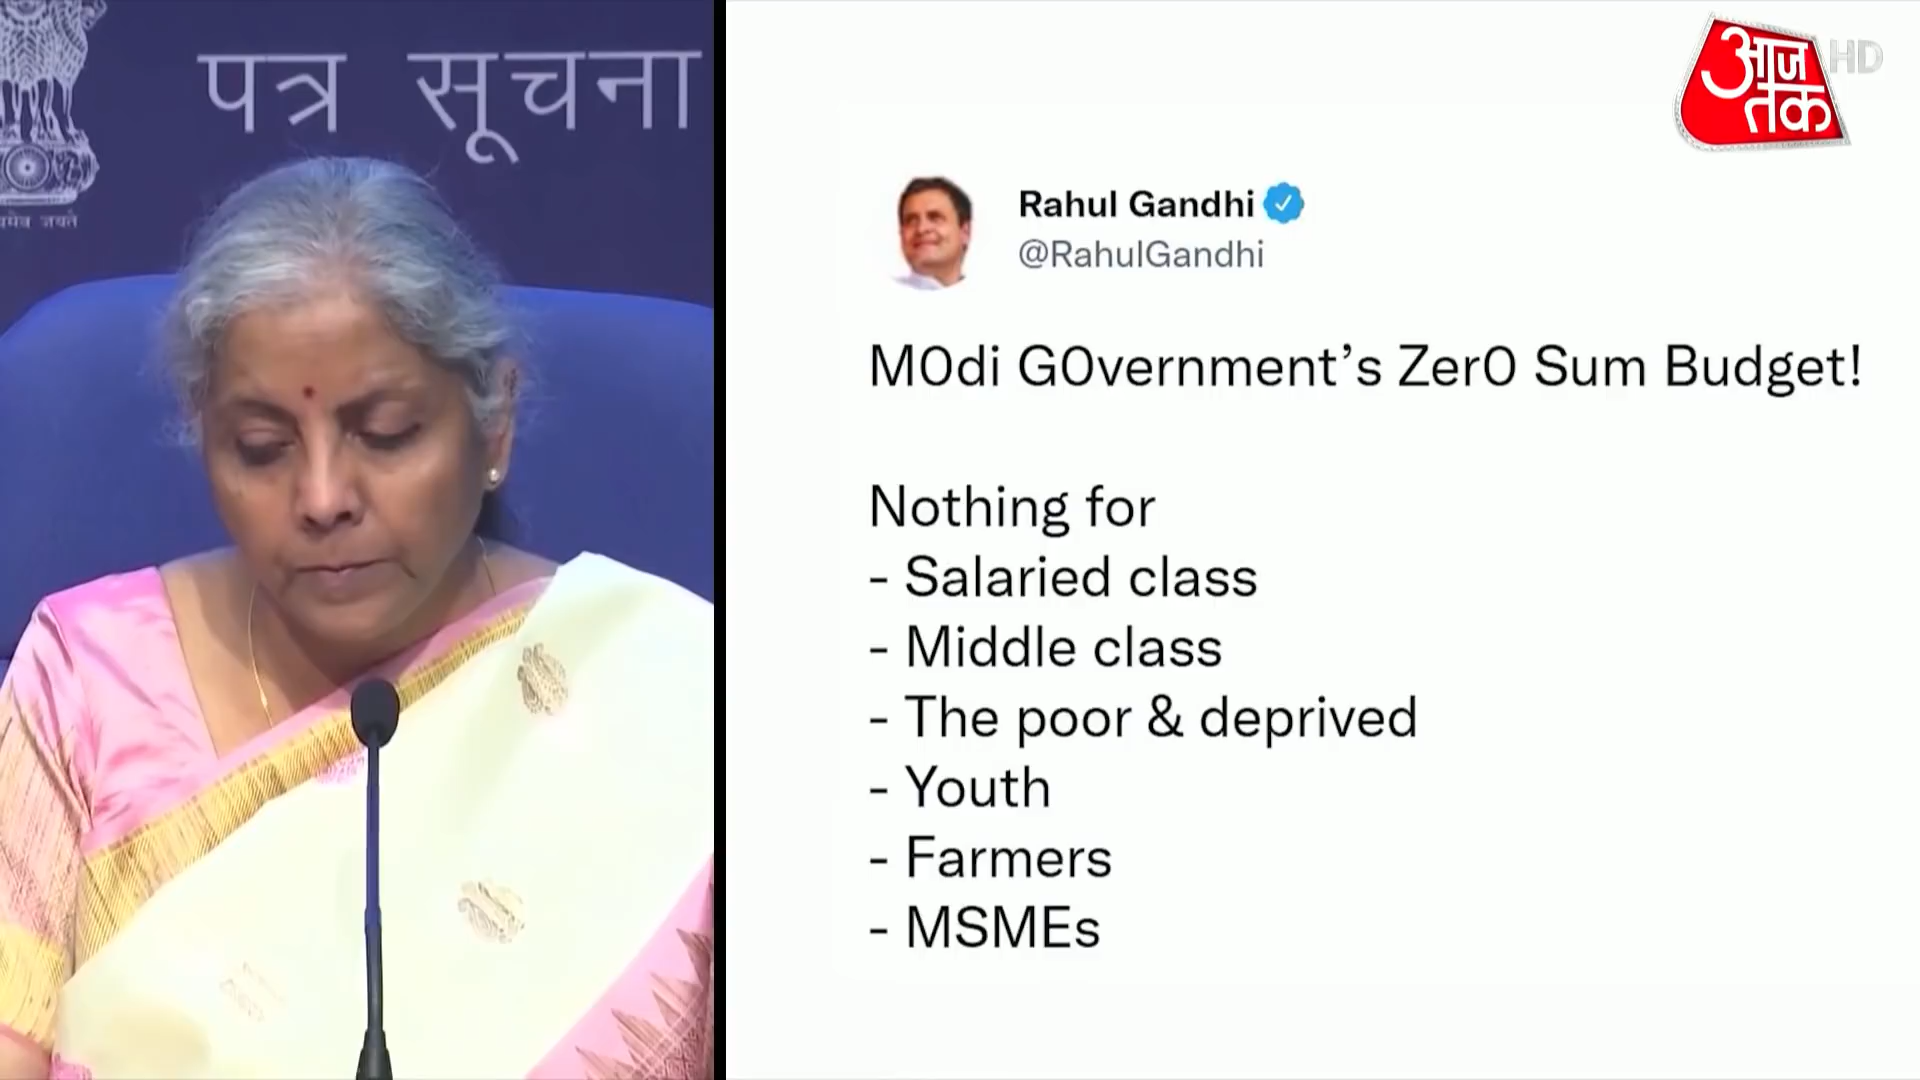 पत्र सूचना
आज
तक
HD
Rahul Gandhi
@RahulGandhi
M0di G0vernment’s Zer0 Sum Budget!
Nothing for
- Salaried class
- Middle class
- The poor & deprived
- Youth
- Farmers
- MSMEs